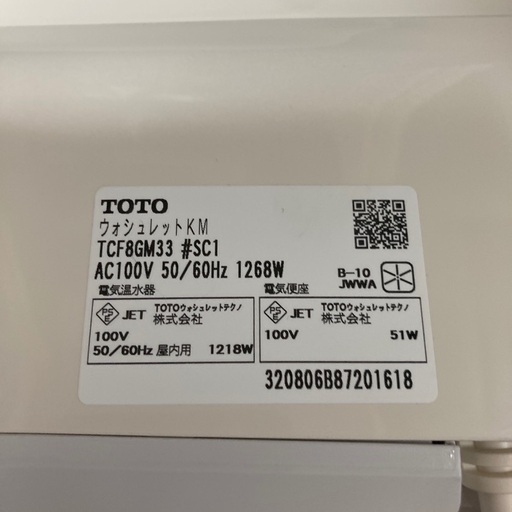 TOTO
ウォシュレットKM
TCF8GM33 #SC1
AC100V 50/60Hz 1268W
B-10
JWWA
電気温水器
PSE JET TOTOウォシュレットテクノ株式会社
100V
50/60Hz 屋内用 1218W
電気便座
PSE JET TOTOウォシュレットテクノ株式会社
100V 51W
320806B87201618